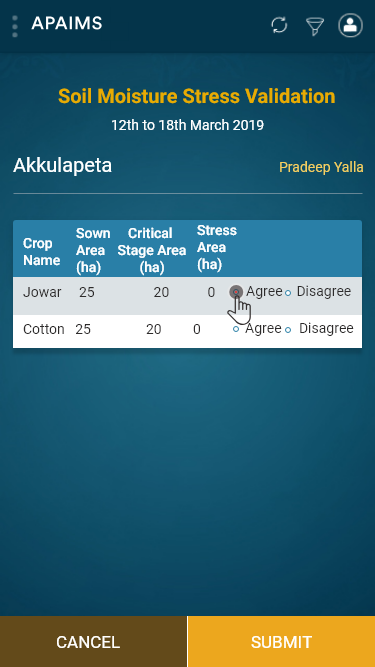 APAIMS
Soil Moisture Stress Validation
12th to 18th March 2019
Akkulapeta Pradeep Yalla
Crop Name Sown Area (ha) Critical Stage Area (ha) Stress Area (ha)
Jowar 25 20 0 Agree Disagree
Cotton 25 20 0 Agree Disagree
CANCEL SUBMIT